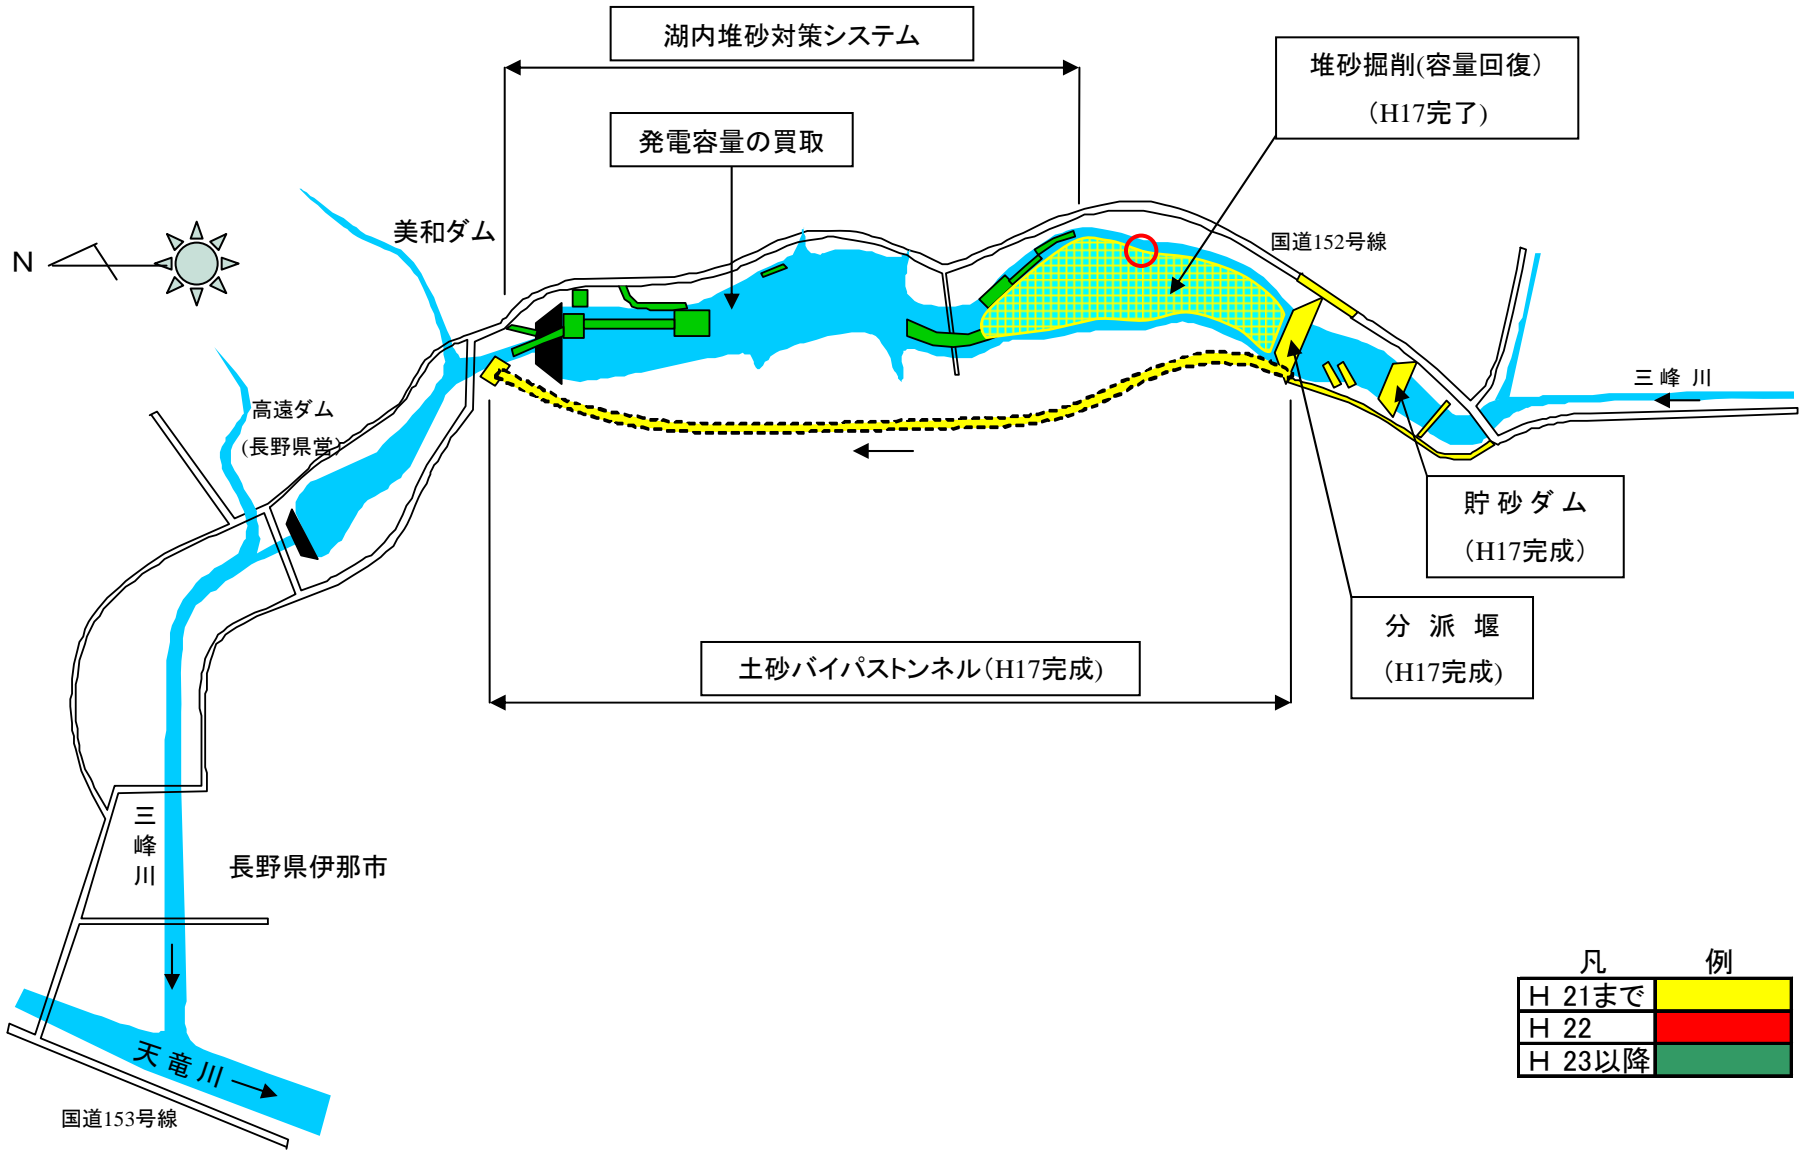 湖内堆砂対策システム
堆砂掘削(容量回復)
(H17完了)
発電容量の買取
美和ダム
国道152号線
N
三峰 川
高遠ダム
(長野県営)
貯 砂 ダ ム
(H17完成)
分 派 堰
(H17完成)
土砂バイパストンネル(H17完成)
三
峰
川
長野県伊那市
天 竜 川
国道153号線
凡 例
H 21まで
H 22
H 23以降